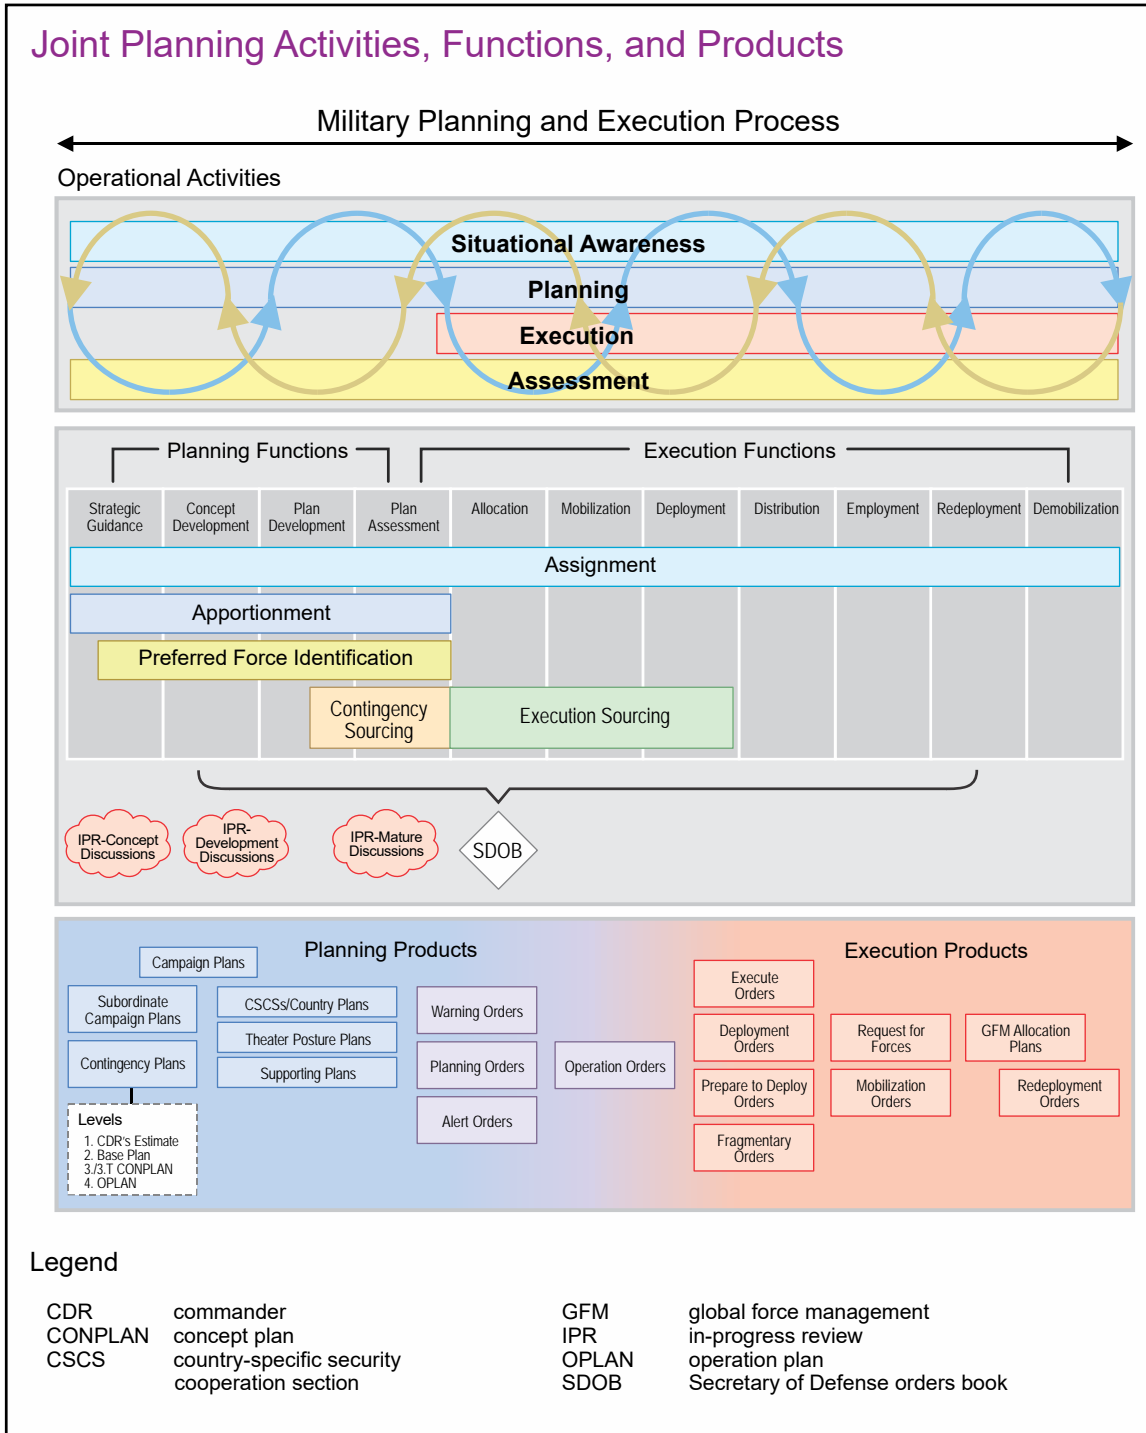 Joint Planning Activities, Functions, and Products
Military Planning and Execution Process
Operational Activities
Situational Awareness
Planning
Execution
Assessment
Planning Functions
Execution Functions
Strategic
Guidance
Concept
Development
Plan
Development
Plan
Assessment
Allocation
Mobilization
Deployment
Distribution
Employment
Redeployment
Demobilization
Assignment
Apportionment
Preferred Force Identification
Contingency
Sourcing
Execution Sourcing
IPR-Concept
Discussions
IPR-
Development
Discussions
IPR-Mature
Discussions
SDOB
Planning Products
Campaign Plans
Subordinate
Campaign Plans
Contingency Plans
Levels
1. CDR's Estimate
2. Base Plan
3./3.T CONPLAN
4. OPLAN
CSCSs/Country Plans
Theater Posture Plans
Supporting Plans
Warning Orders
Planning Orders
Alert Orders
Operation Orders
Execution Products
Execute
Orders
Deployment
Orders
Prepare to Deploy
Orders
Fragmentary
Orders
Request for
Forces
Mobilization
Orders
GFM Allocation
Plans
Redeployment
Orders
Legend
CDR commander
CONPLAN concept plan
CSCS country-specific security
cooperation section
GFM global force management
IPR in-progress review
OPLAN operation plan
SDOB Secretary of Defense orders book